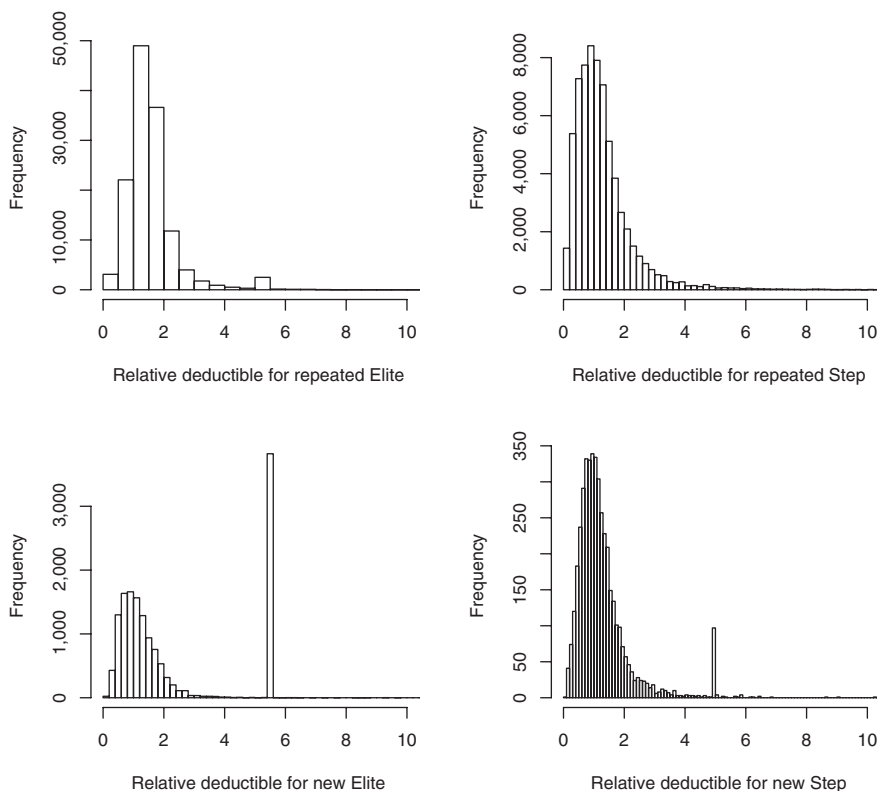 50,000
30,000
10,000
0
Frequency
0 2 4 6 8 10
Relative deductible for repeated Elite
8,000
6,000
4,000
2,000
0
Frequency
0 2 4 6 8 10
Relative deductible for repeated Step
3,000
2,000
1,000
0
Frequency
0 2 4 6 8 10
Relative deductible for new Elite
350
250
150
50
0
Frequency
0 2 4 6 8 10
Relative deductible for new Step